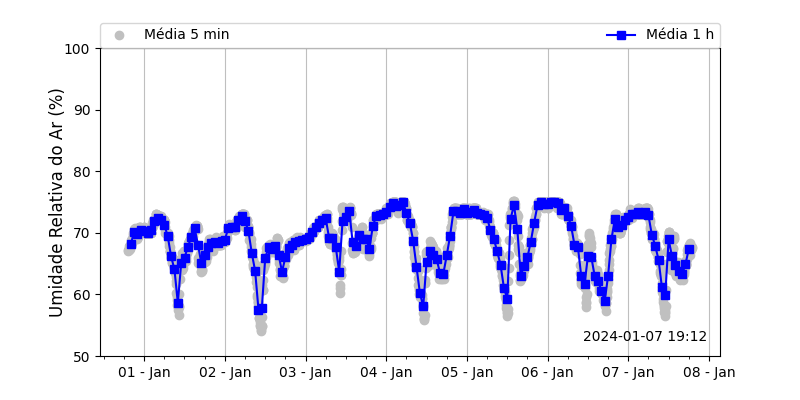 Média 5 min
Média 1 h
Umidade Relativa do Ar (%)
100
90
80
70
60
50
2024-01-07 19:12
01 - Jan
02 - Jan
03 - Jan
04 - Jan
05 - Jan
06 - Jan
07 - Jan
08 - Jan